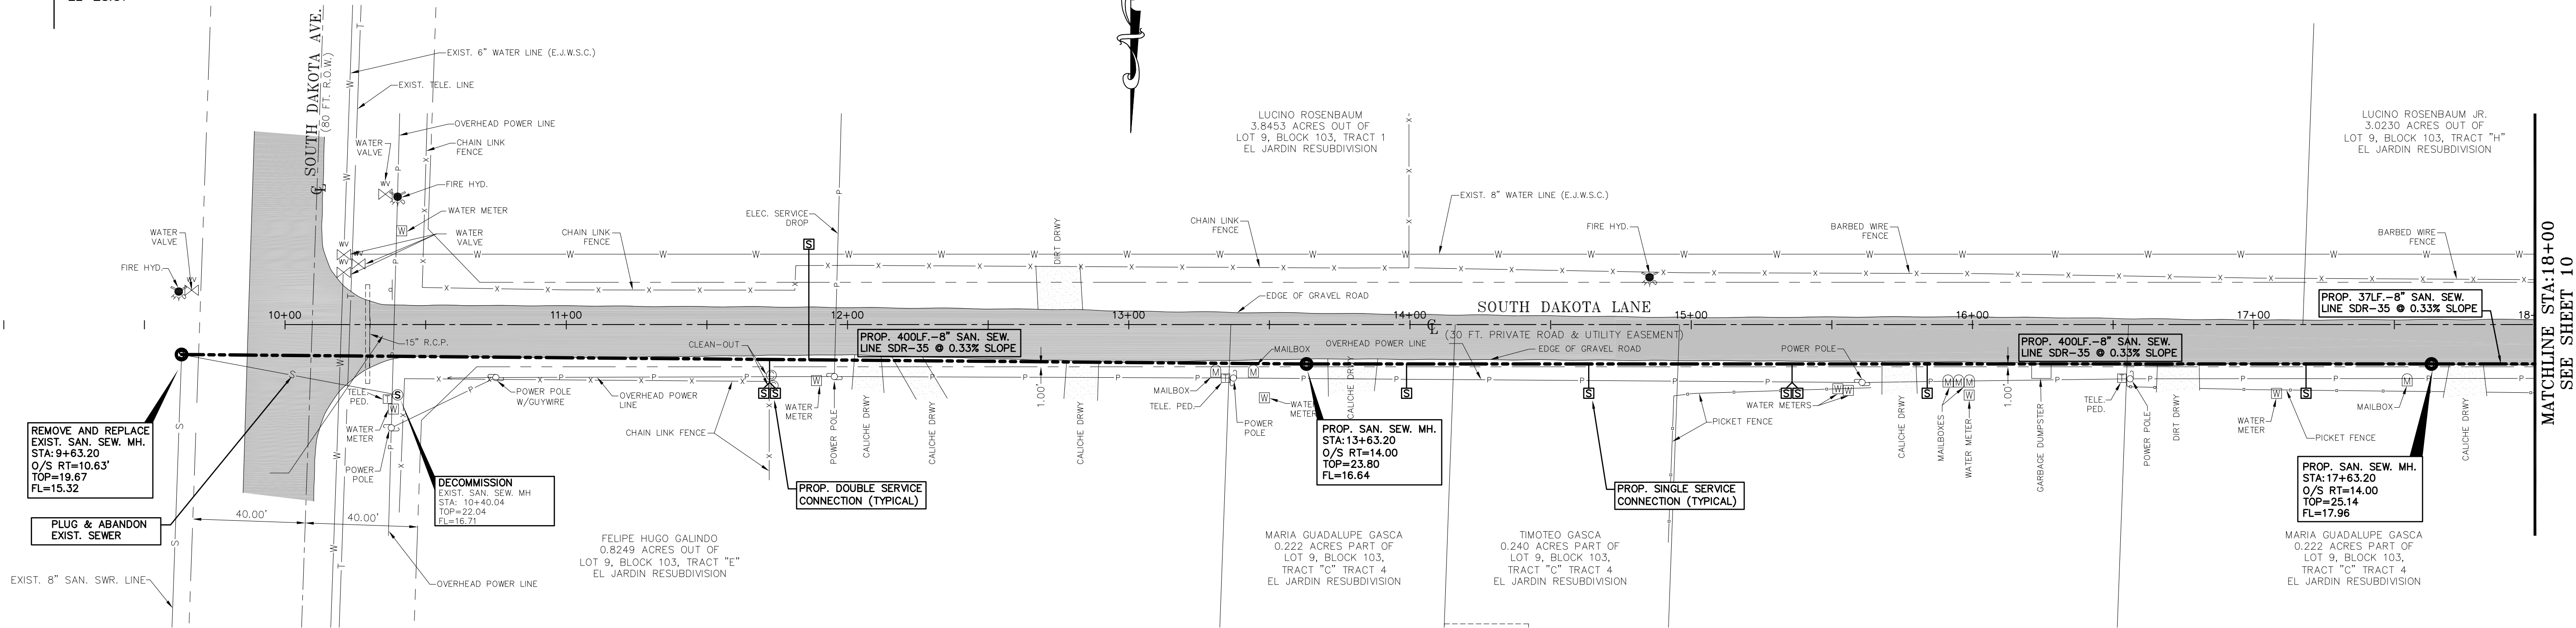 SOUTH DAKOTA AVE.
(80 FT. R.O.W.)
EXIST. 6" WATER LINE (E.J.W.S.C.)
EXIST. TELE. LINE
OVERHEAD POWER LINE
WATER
VALVE
CHAIN LINK
FENCE
WV
FIRE HYD.
WATER METER
WATER
VALVE
WATER
VALVE
FIRE HYD.
WV
WV
WV
WV
CHAIN LINK
FENCE
ELEC. SERVICE
DROP
DIRT DRWY
CHAIN LINK
FENCE
LUCINO ROSENBAUM
3.8453 ACRES OUT OF
LOT 9, BLOCK 103, TRACT 1
EL JARDIN RESUBDIVISION
EXIST. 8" WATER LINE (E.J.W.S.C.)
FIRE HYD.
BARBED WIRE
FENCE
LUCINO ROSENBAUM JR.
3.0230 ACRES OUT OF
LOT 9, BLOCK 103, TRACT "H"
EL JARDIN RESUBDIVISION
BARBED WIRE
FENCE
MATCHLINE STA:18+00
SEE SHEET 10
EDGE OF GRAVEL ROAD
SOUTH DAKOTA LANE
(30 FT. PRIVATE ROAD & UTILITY EASEMENT)
10+00
11+00
12+00
13+00
14+00
15+00
16+00
17+00
18+
PROP. 37LF.-8" SAN. SEW.
LINE SDR-35 @ 0.33% SLOPE
15" R.C.P.
CLEAN-OUT
PROP. 400LF.-8" SAN. SEW.
LINE SDR-35 @ 0.33% SLOPE
MAILBOX
OVERHEAD POWER LINE
EDGE OF GRAVEL ROAD
POWER POLE
PROP. 400LF.-8" SAN. SEW.
LINE SDR-35 @ 0.33% SLOPE
TELE.
PED.
WATER
METER
POWER
POLE
POWER POLE
W/GUYWIRE
OVERHEAD POWER
LINE
CHAIN LINK FENCE
WATER
METER
POWER POLE
CALICHE DRWY
CALICHE DRWY
1.00'
CALICHE DRWY
MAILBOX
TELE. PED.
POWER
POLE
WATER
METER
CALICHE DRWY
PICKET FENCE
WATER METERS
CALICHE DRWY
MAILBOXES
WATER METER
1.00'
GARBAGE DUMPSTER
TELE.
PED.
POWER POLE
DIRT DRWY
WATER
METER
PICKET FENCE
MAILBOX
CALICHE DRWY
REMOVE AND REPLACE
EXIST. SAN. SEW. MH.
STA:9+63.20
O/S RT=10.63'
TOP=19.67
FL=15.32
PLUG & ABANDON
EXIST. SEWER
40.00'
40.00'
DECOMMISSION
EXIST. SAN. SEW. MH
STA: 10+40.04
TOP=22.04
FL=16.71
PROP. DOUBLE SERVICE
CONNECTION (TYPICAL)
PROP. SAN. SEW. MH.
STA:13+63.20
O/S RT=14.00
TOP=23.80
FL=16.64
PROP. SINGLE SERVICE
CONNECTION (TYPICAL)
PROP. SAN. SEW. MH.
STA:17+63.20
O/S RT=14.00
TOP=25.14
FL=17.96
EXIST. 8" SAN. SWR. LINE
OVERHEAD POWER LINE
FELIPE HUGO GALINDO
0.8249 ACRES OUT OF
LOT 9, BLOCK 103, TRACT "E"
EL JARDIN RESUBDIVISION
MARIA GUADALUPE GASCA
0.222 ACRES PART OF
LOT 9, BLOCK 103,
TRACT "C" TRACT 4
EL JARDIN RESUBDIVISION
TIMOTEO GASCA
0.240 ACRES PART OF
LOT 9, BLOCK 103,
TRACT "C" TRACT 4
EL JARDIN RESUBDIVISION
MARIA GUADALUPE GASCA
0.222 ACRES PART OF
LOT 9, BLOCK 103,
TRACT "C" TRACT 4
EL JARDIN RESUBDIVISION